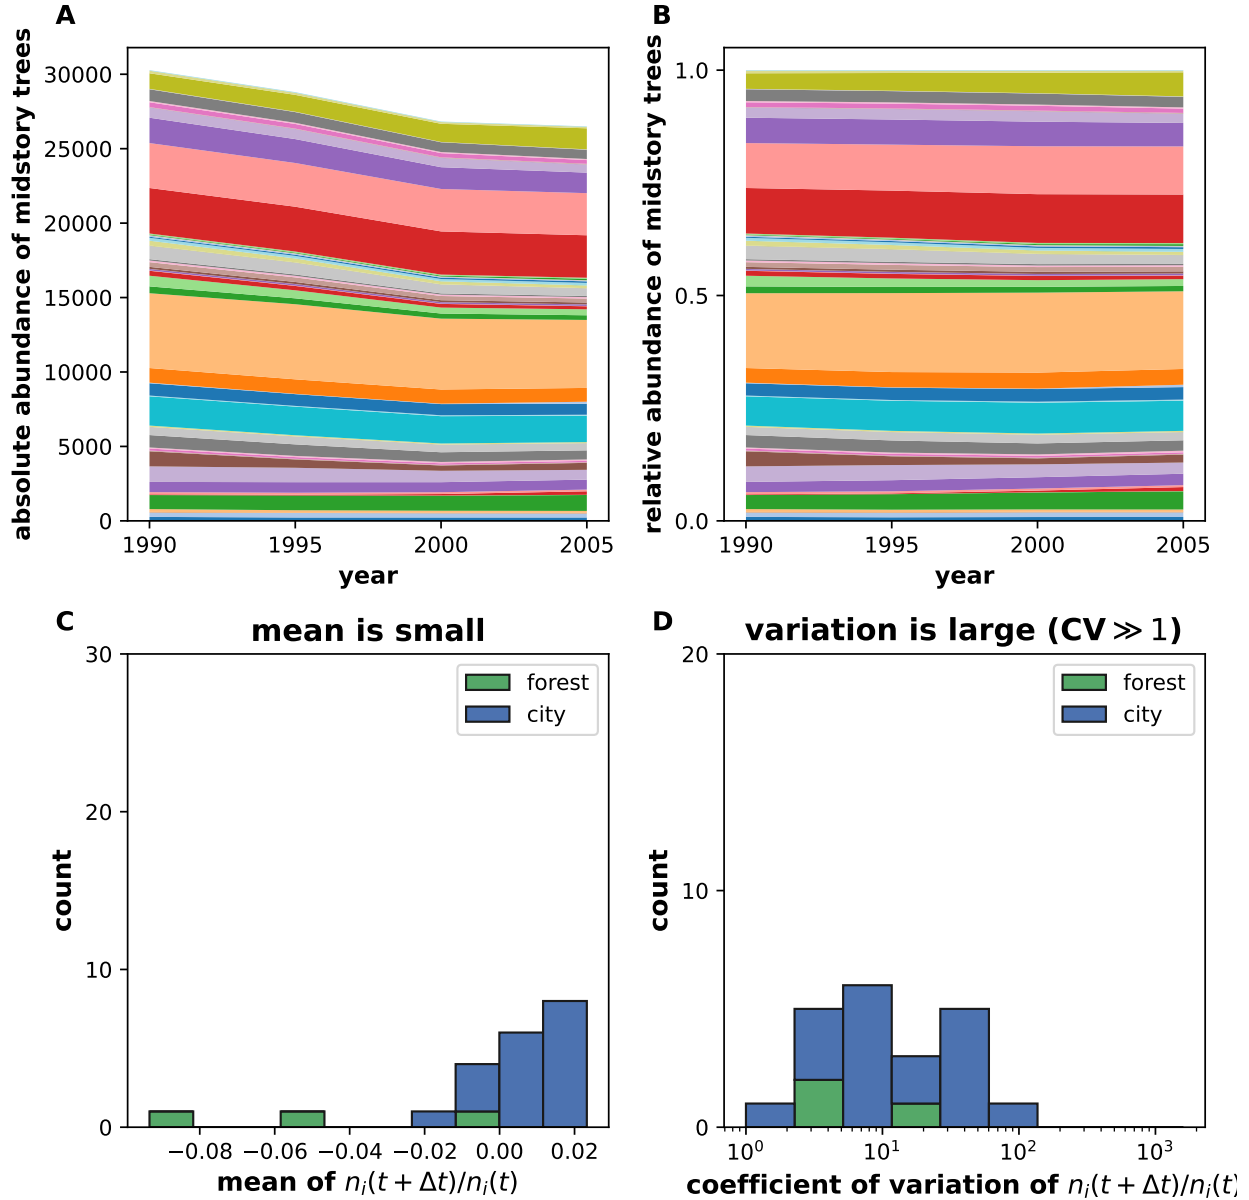 A
absolute abundance of midstory trees
30000
25000
20000
15000
10000
5000
0
1990 1995 2000 2005
year
B
relative abundance of midstory trees
1.0
0.5
0.0
1990 1995 2000 2005
year
C
mean is small
count
30
20
10
0
forest
city
−0.08 −0.06 −0.04 −0.02 0.00 0.02
mean of nᵢ(t + Δt)/nᵢ(t)
D
variation is large (CV ≫ 1)
count
20
10
0
forest
city
10⁰ 10¹ 10² 10³
coefficient of variation of nᵢ(t + Δt)/nᵢ(t)